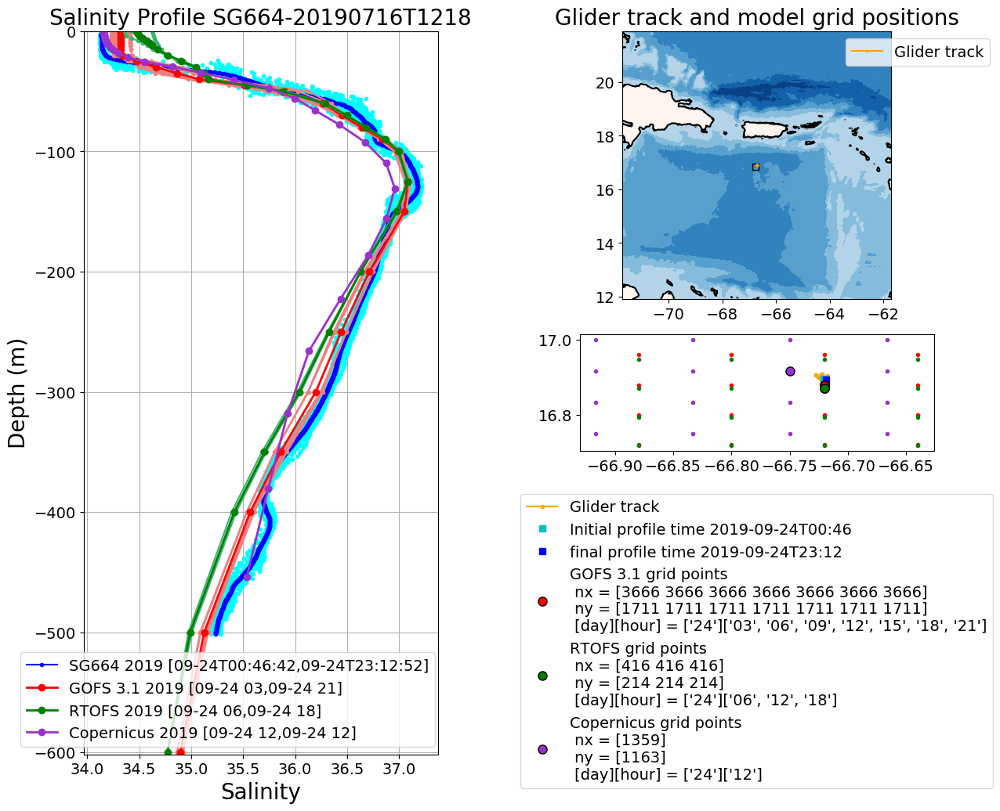 Salinity Profile SG664-20190716T1218
0
−100
−200
−300
−400
−500
−600
Depth (m)
34.0 34.5 35.0 35.5 36.0 36.5 37.0
Salinity
SG664 2019 [09-24T00:46:42,09-24T23:12:52]
GOFS 3.1 2019 [09-24 03,09-24 21]
RTOFS 2019 [09-24 06,09-24 18]
Copernicus 2019 [09-24 12,09-24 12]
Glider track and model grid positions
Glider track
20
18
16
14
12
−70 −68 −66 −64 −62
17.0
16.8
−66.90 −66.85 −66.80 −66.75 −66.70 −66.65
Glider track
Initial profile time 2019-09-24T00:46
final profile time 2019-09-24T23:12
GOFS 3.1 grid points
nx = [3666 3666 3666 3666 3666 3666 3666]
ny = [1711 1711 1711 1711 1711 1711 1711]
[day][hour] = ['24']['03', '06', '09', '12', '15', '18', '21']
RTOFS grid points
nx = [416 416 416]
ny = [214 214 214]
[day][hour] = ['24']['06', '12', '18']
Copernicus grid points
nx = [1359]
ny = [1163]
[day][hour] = ['24']['12']